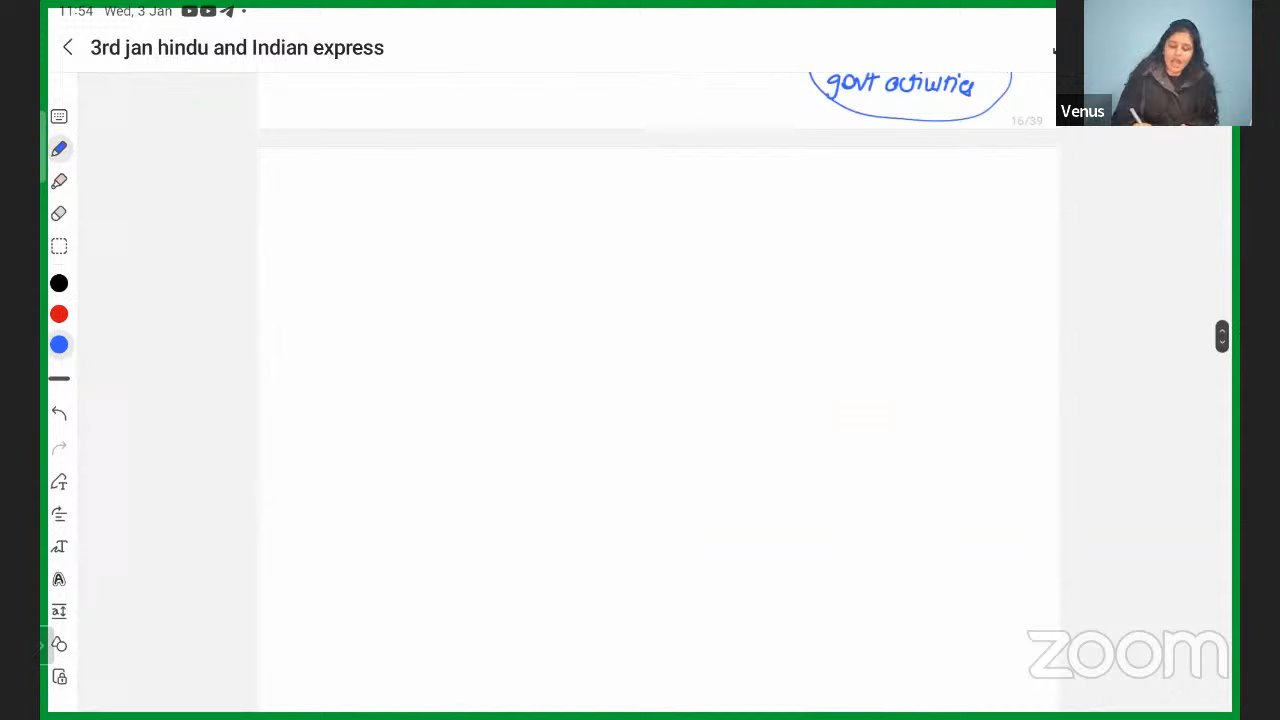 11:54 Wed, 3 Jan
3rd jan hindu and Indian express
govt activities
16/39
Venus
zoom